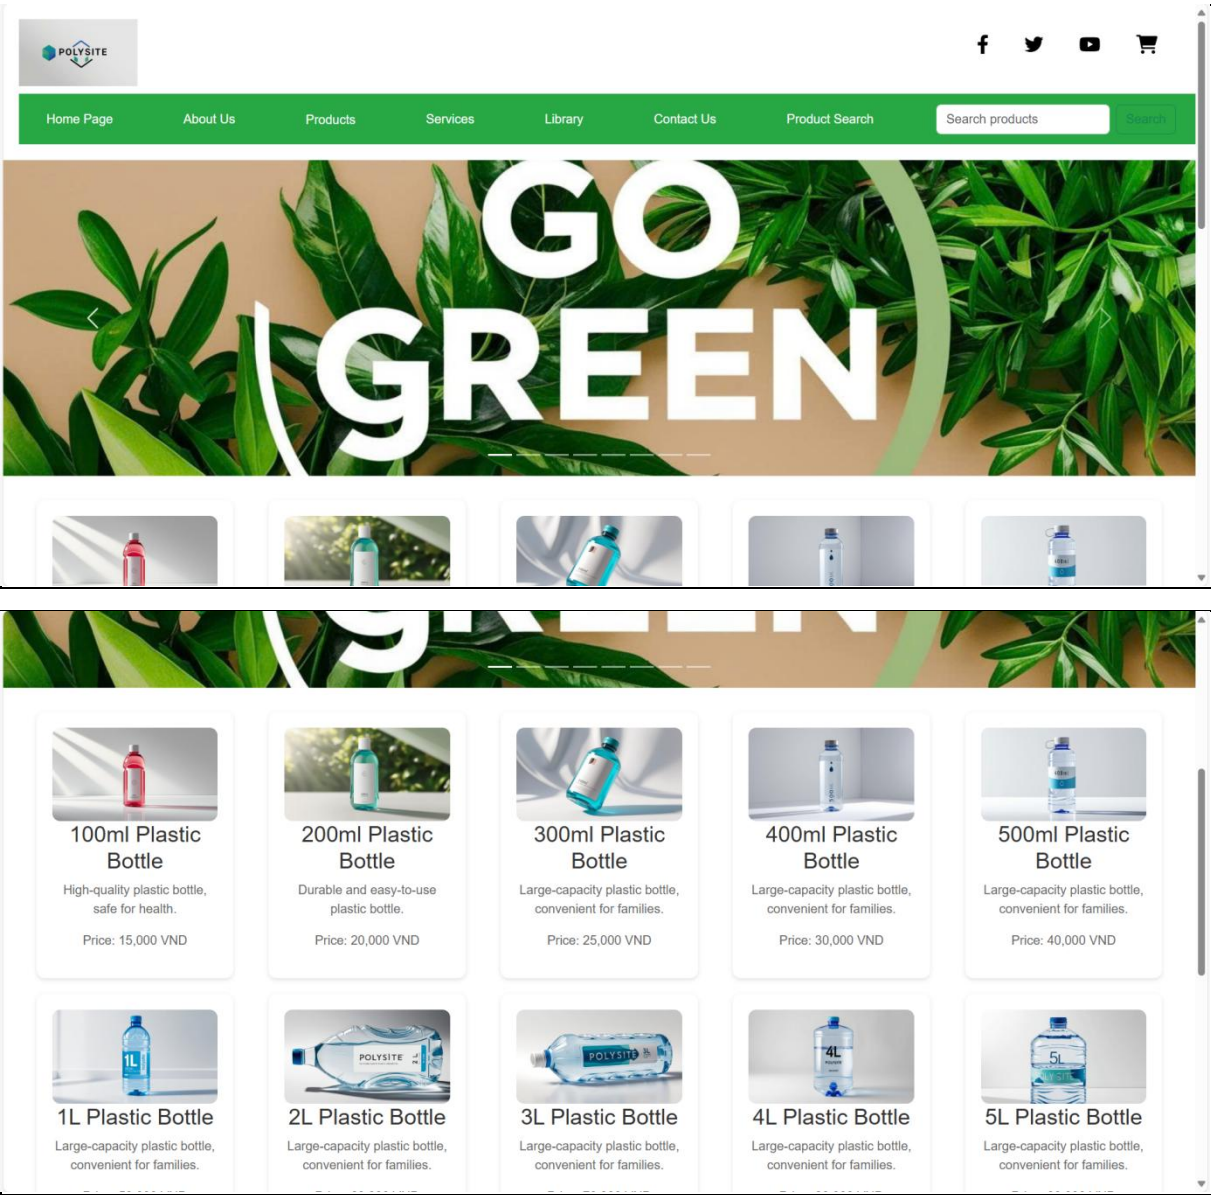 POLYSITE
Home Page
About Us
Products
Services
Library
Contact Us
Product Search
Search products
Search
GO
GREEN
100ml Plastic
Bottle
High-quality plastic bottle,
safe for health.
Price: 15,000 VND
200ml Plastic
Bottle
Durable and easy-to-use
plastic bottle.
Price: 20,000 VND
300ml Plastic
Bottle
Large-capacity plastic bottle,
convenient for families.
Price: 25,000 VND
400ml Plastic
Bottle
Large-capacity plastic bottle,
convenient for families.
Price: 30,000 VND
500ml Plastic
Bottle
Large-capacity plastic bottle,
convenient for families.
Price: 40,000 VND
1L
1L Plastic Bottle
Large-capacity plastic bottle,
convenient for families.
POLYSITE
2L Plastic Bottle
Large-capacity plastic bottle,
convenient for families.
POLYSITE
3L Plastic Bottle
Large-capacity plastic bottle,
convenient for families.
4L
4L Plastic Bottle
Large-capacity plastic bottle,
convenient for families.
5L
5L Plastic Bottle
Large-capacity plastic bottle,
convenient for families.